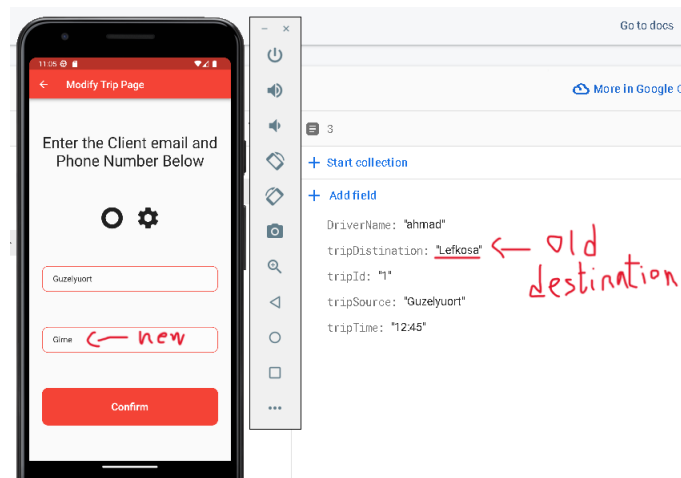 Go to docs
11:05
Modify Trip Page
More in Google C
Enter the Client email and
Phone Number Below
3
Start collection
Add field
DriverName: "ahmad"
tripDistination: "Lefkosa"
old
destination
tripId: "1"
tripSource: "Guzelyuort"
tripTime: "12:45"
Guzelyuort
Girne
new
Confirm